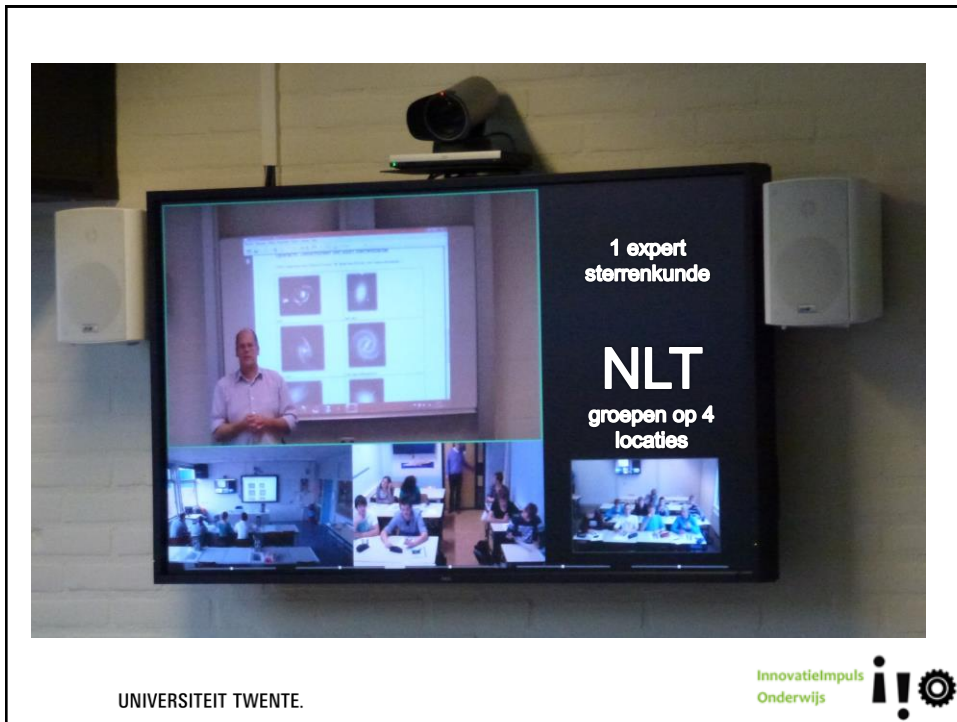 1 expert
sterrenkunde
NLT
groepen op 4
locaties
UNIVERSITEIT TWENTE.
InnovatieImpuls
Onderwijs